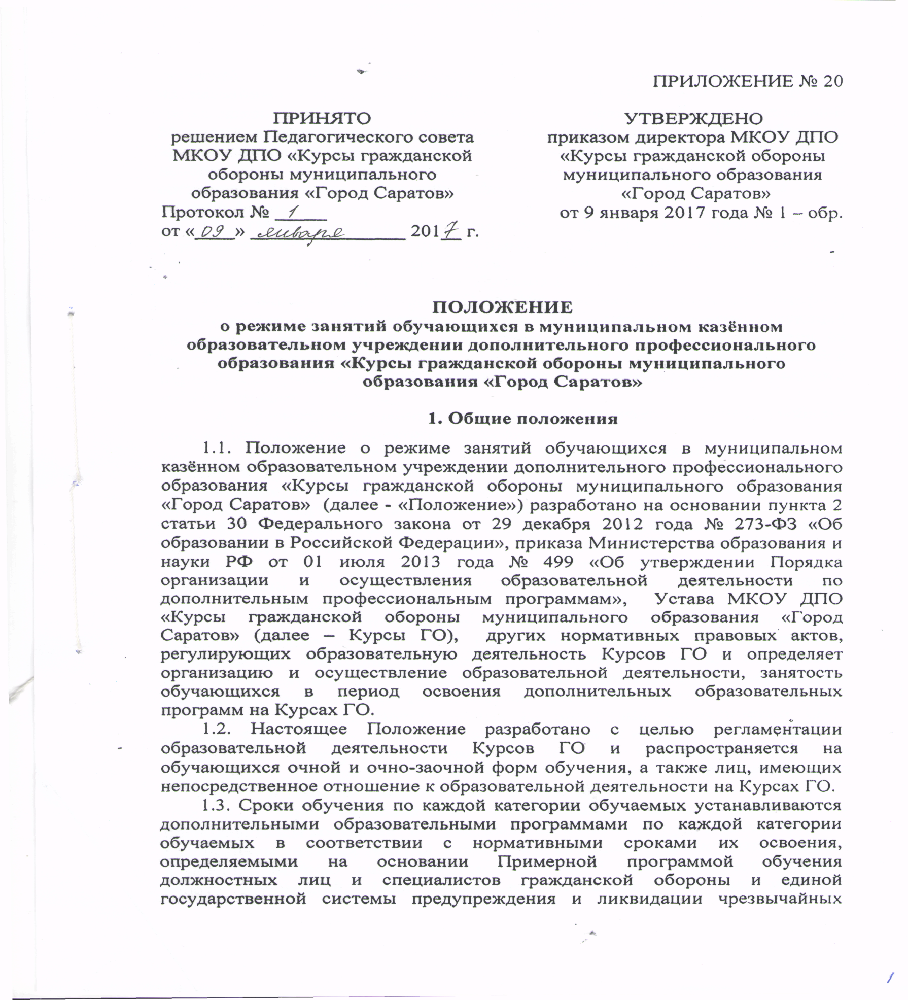 ПРИЛОЖЕНИЕ № 20
ПРИНЯТО
решением Педагогического совета
МКОУ ДПО «Курсы гражданской
обороны муниципального
образования «Город Саратов»
Протокол № 1
от «09» января 2017 г.
УТВЕРЖДЕНО
приказом директора МКОУ ДПО
«Курсы гражданской обороны
муниципального образования
«Город Саратов»
от 9 января 2017 года № 1 – обр.
ПОЛОЖЕНИЕ
о режиме занятий обучающихся в муниципальном казённом
образовательном учреждении дополнительного профессионального
образования «Курсы гражданской обороны муниципального
образования «Город Саратов»
1. Общие положения
1.1. Положение о режиме занятий обучающихся в муниципальном
казённом образовательном учреждении дополнительного профессионального
образования «Курсы гражданской обороны муниципального образования
«Город Саратов» (далее - «Положение») разработано на основании пункта 2
статьи 30 Федерального закона от 29 декабря 2012 года № 273-ФЗ «Об
образовании в Российской Федерации», приказа Министерства образования и
науки РФ от 01 июля 2013 года № 499 «Об утверждении Порядка
организации и осуществления образовательной деятельности по
дополнительным профессиональным программам», Устава МКОУ ДПО
«Курсы гражданской обороны муниципального образования «Город
Саратов» (далее – Курсы ГО), других нормативных правовых актов,
регулирующих образовательную деятельность Курсов ГО и определяет
организацию и осуществление образовательной деятельности, занятость
обучающихся в период освоения дополнительных образовательных
программ на Курсах ГО.
1.2. Настоящее Положение разработано с целью регламентации
образовательной деятельности Курсов ГО и распространяется на
обучающихся очной и очно-заочной форм обучения, а также лиц, имеющих
непосредственное отношение к образовательной деятельности на Курсах ГО.
1.3. Сроки обучения по каждой категории обучаемых устанавливаются
дополнительными образовательными программами по каждой категории
обучаемых в соответствии с нормативными сроками их освоения,
определяемыми на основании Примерной программой обучения
должностных лиц и специалистов гражданской обороны и единой
государственной системы предупреждения и ликвидации чрезвычайных
1